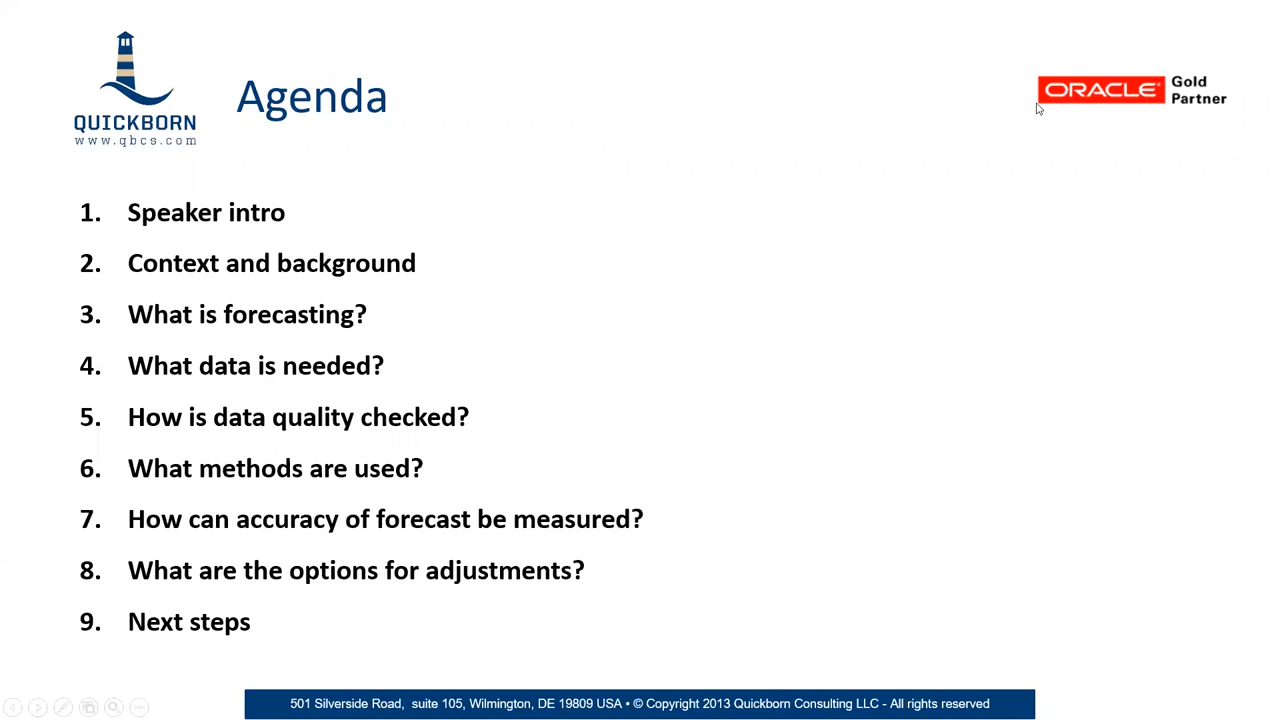 QUICKBORN
www.qbcs.com
Agenda
ORACLE®
Gold
Partner
1. Speaker intro
2. Context and background
3. What is forecasting?
4. What data is needed?
5. How is data quality checked?
6. What methods are used?
7. How can accuracy of forecast be measured?
8. What are the options for adjustments?
9. Next steps
501 Silverside Road, suite 105, Wilmington, DE 19809 USA • © Copyright 2013 Quickborn Consulting LLC - All rights reserved